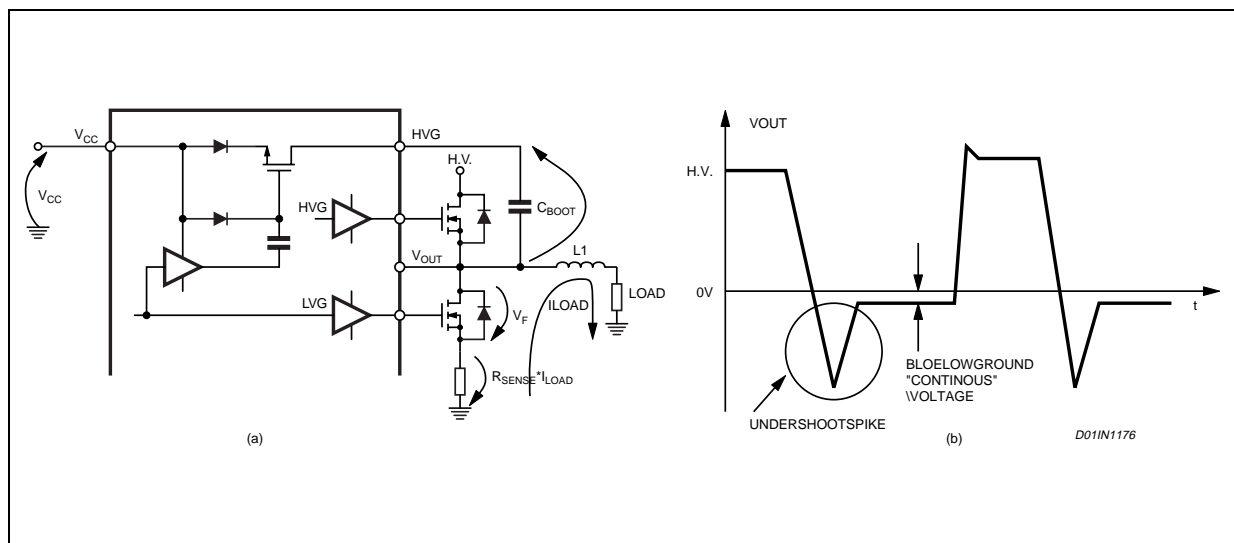 VCC
VCC
HVG
H.V.
HVG
CBOOT
VOUT
L1
LVG
VF
ILOAD
LOAD
RSENSE*ILOAD
(a)
VOUT
H.V.
0V
t
BLOELOWGROUND
"CONTINOUS"
\VOLTAGE
UNDERSHOOTSPIKE
(b)
D01IN1176